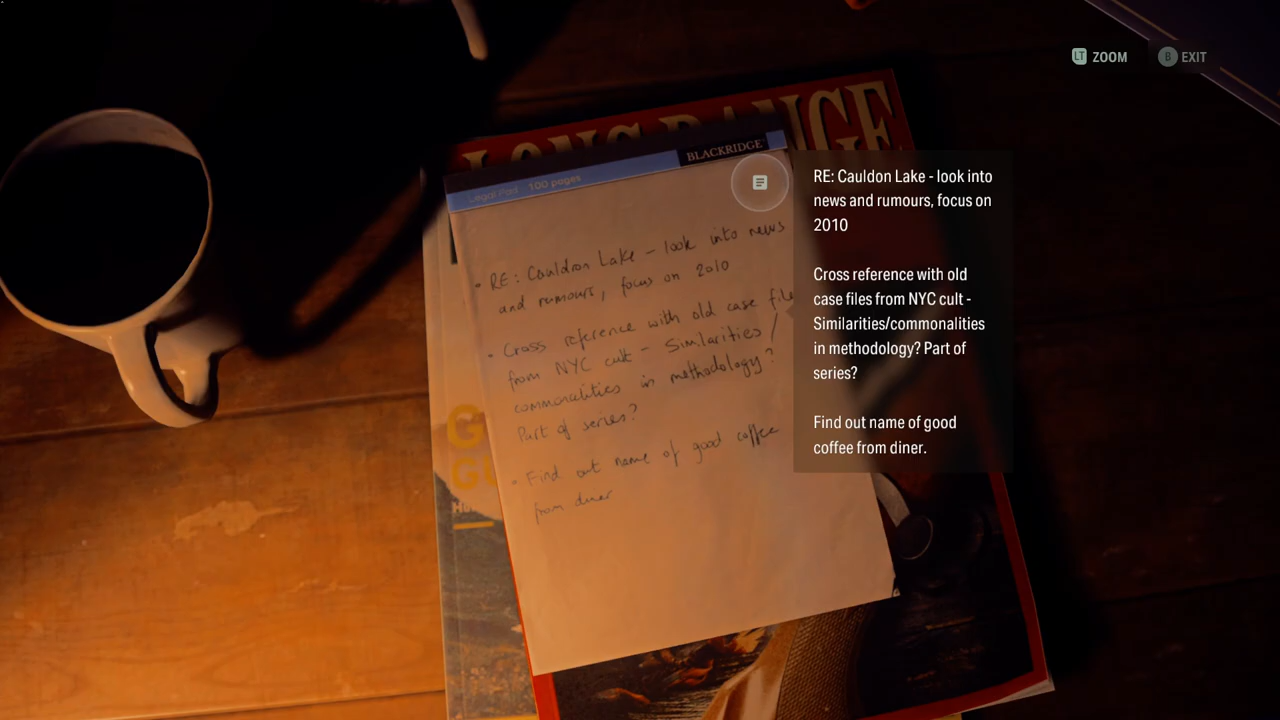 LT ZOOM
B EXIT
LONG RANGE
BLACKRIDGE
Legal Pad 100 pages
• RE: Cauldron Lake - look into news
and rumours, focus on 2010
• Cross reference with old case file
from NYC cult - Similarities /
commonalities in methodology?
Part of series?
• Find out name of good coffee
from diner
RE: Cauldon Lake - look into
news and rumours, focus on
2010
Cross reference with old
case files from NYC cult -
Similarities/commonalities
in methodology? Part of
series?
Find out name of good
coffee from diner.